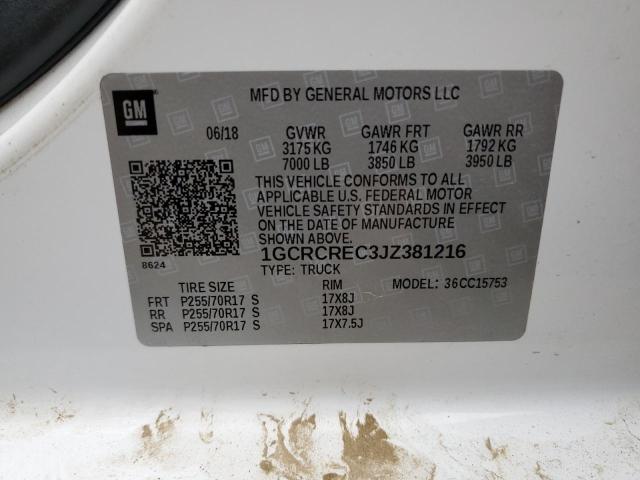 GM
MFD BY GENERAL MOTORS LLC
06/18 GVWR GAWR FRT GAWR RR
3175 KG 1746 KG 1792 KG
7000 LB 3850 LB 3950 LB
THIS VEHICLE CONFORMS TO ALL
APPLICABLE U.S. FEDERAL MOTOR
VEHICLE SAFETY STANDARDS IN EFFECT
ON THE DATE OF MANUFACTURE
SHOWN ABOVE.
8624
1GCRCREC3JZ381216
TYPE: TRUCK MODEL: 36CC15753
TIRE SIZE RIM
FRT P255/70R17 S 17X8J
RR P255/70R17 S 17X8J
SPA P255/70R17 S 17X7.5J